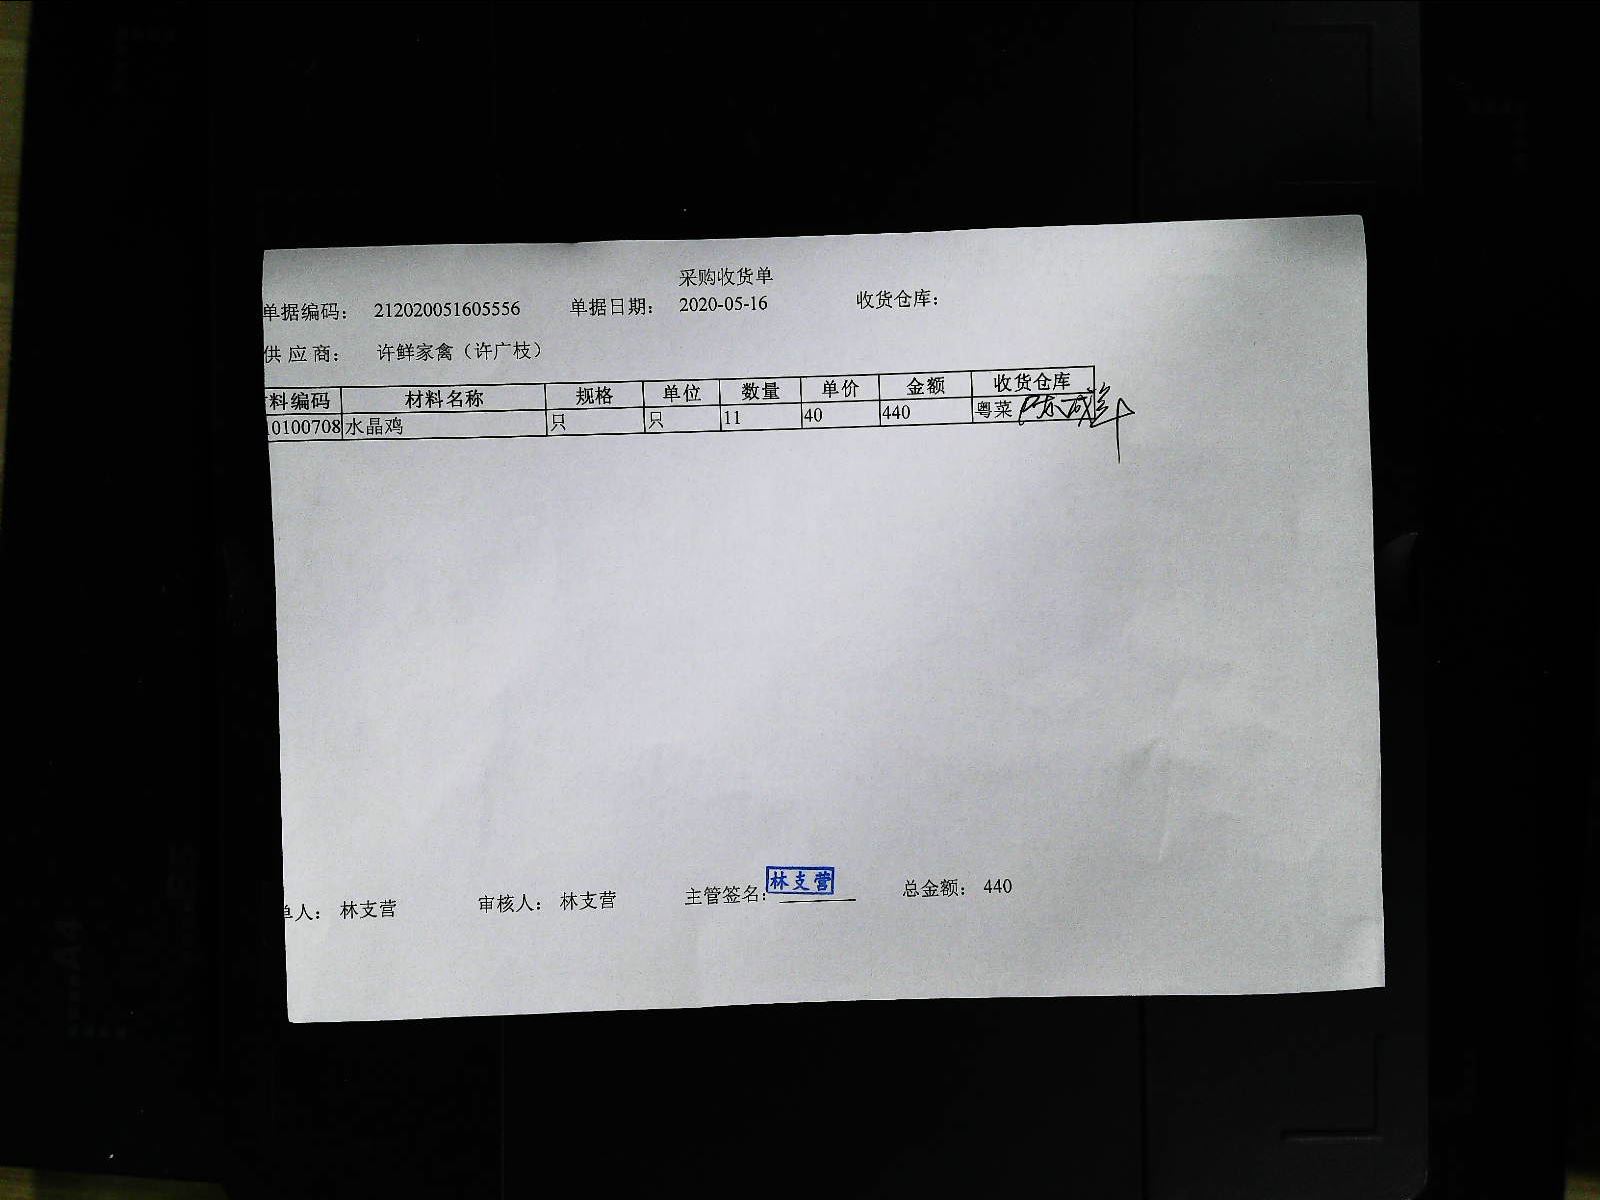 采购收货单
单据编码: 212020051605556 单据日期: 2020-05-16 收货仓库:
供应商: 许鲜家禽（许广枝）
料编码 材料名称 规格 单位 数量 单价 金额 收货仓库
0100708 水晶鸡 只 只 11 40 440 粤菜
单人: 林支营 审核人: 林支营 主管签名: 林支营 总金额: 440